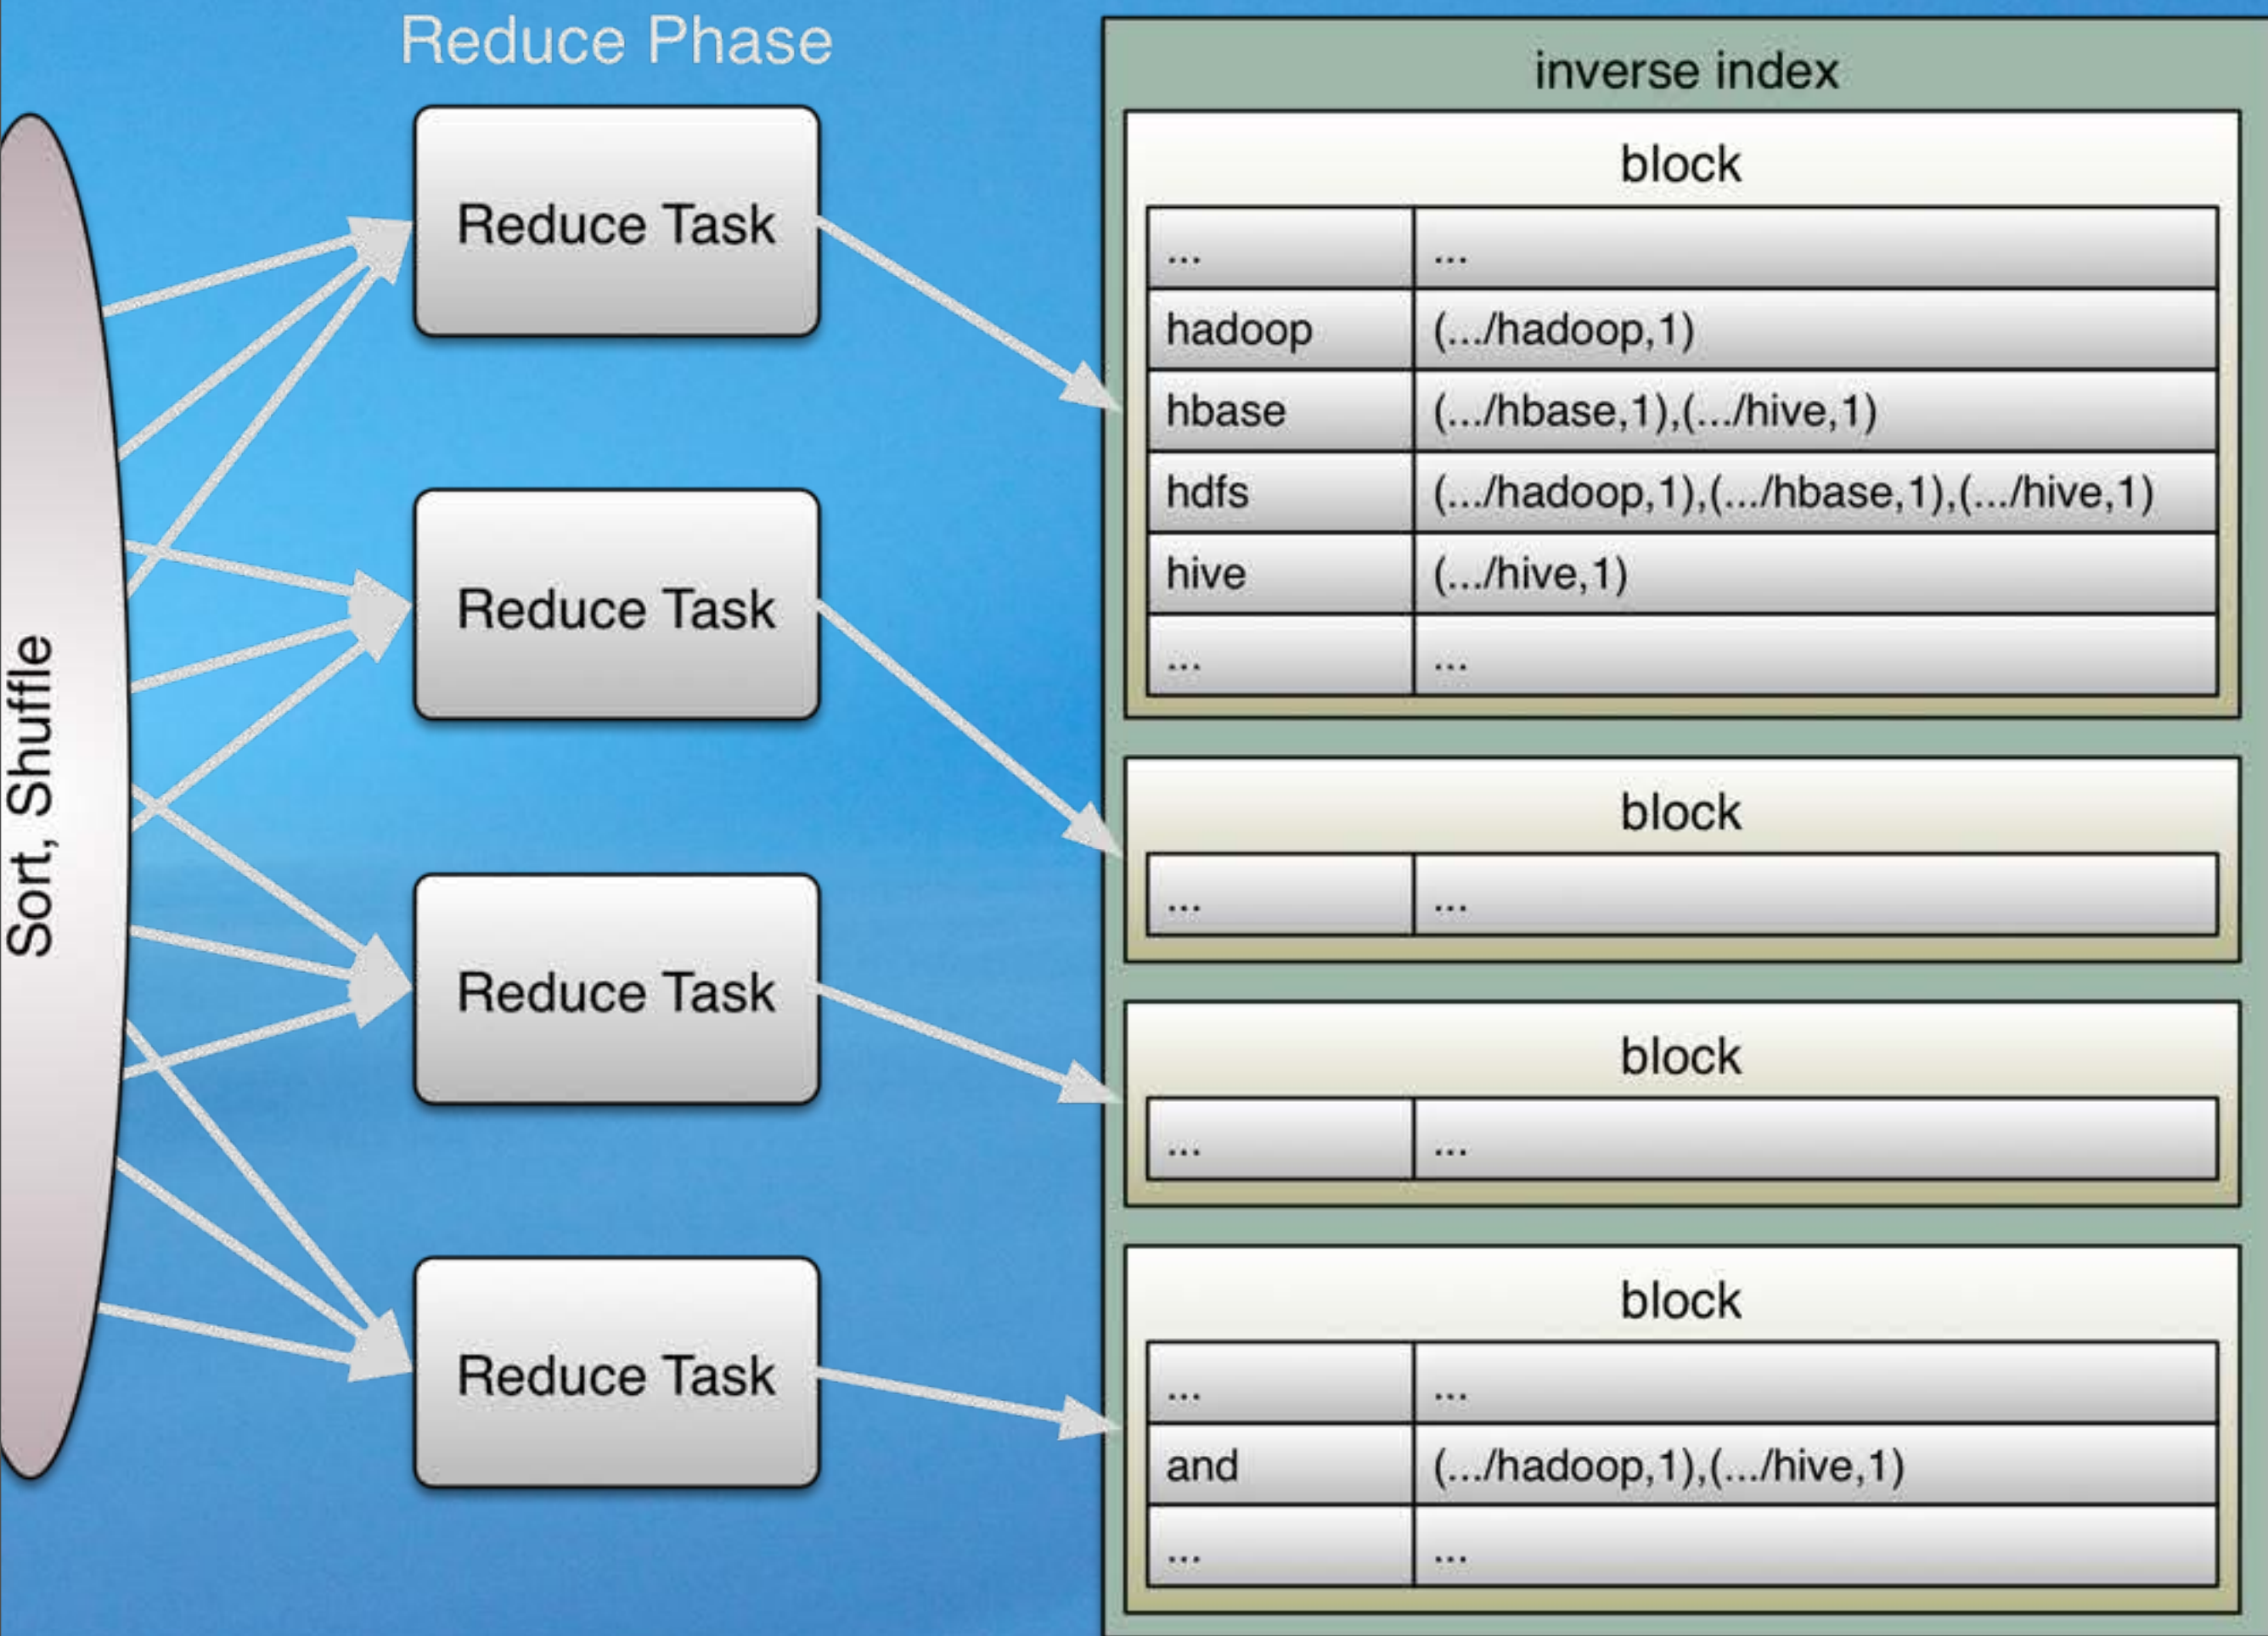 Reduce Phase
Sort, Shuffle
Reduce Task
Reduce Task
Reduce Task
Reduce Task
inverse index
block
... ...
hadoop (.../hadoop,1)
hbase (.../hbase,1),(.../hive,1)
hdfs (.../hadoop,1),(.../hbase,1),(.../hive,1)
hive (.../hive,1)
... ...
block
... ...
block
... ...
block
... ...
and (.../hadoop,1),(.../hive,1)
... ...